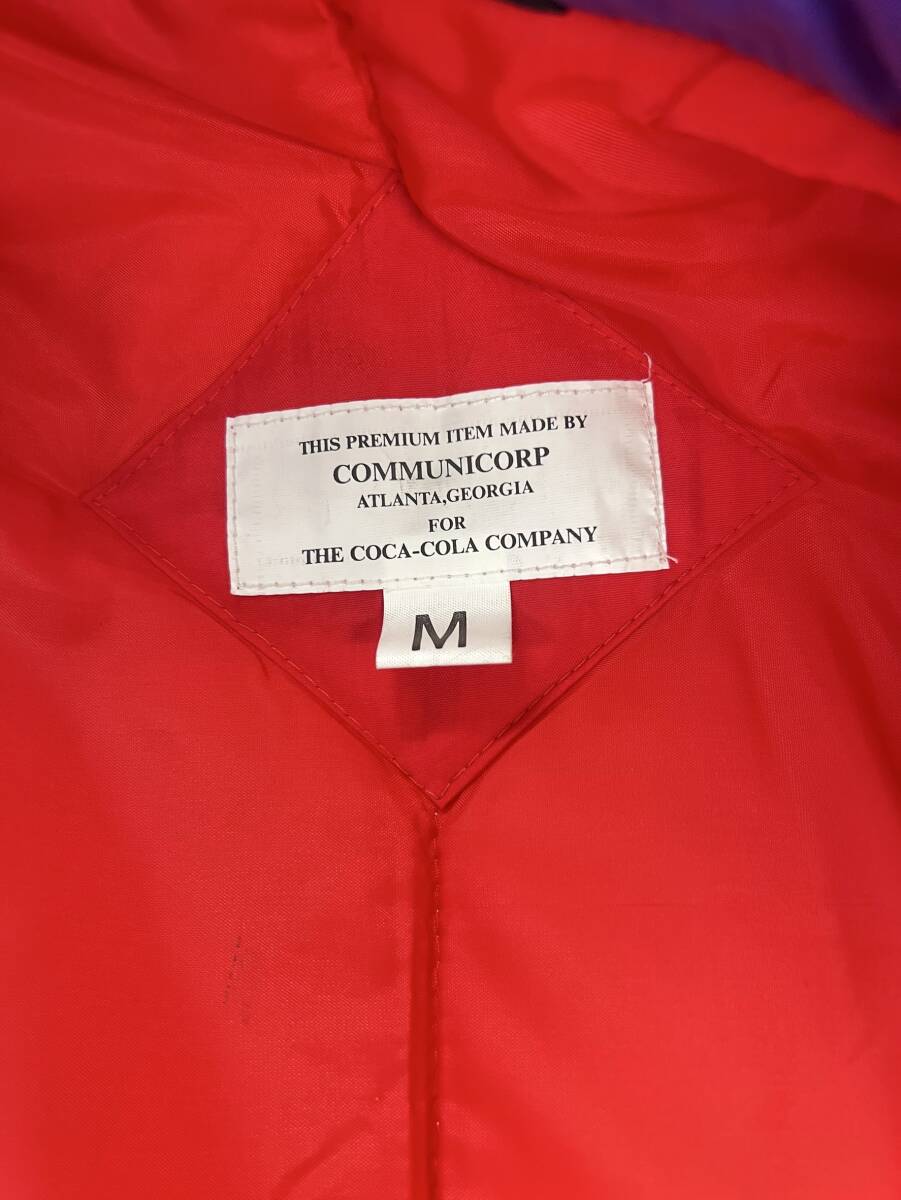 THIS PREMIUM ITEM MADE BY
COMMUNICORP
ATLANTA,GEORGIA
FOR
THE COCA-COLA COMPANY
M